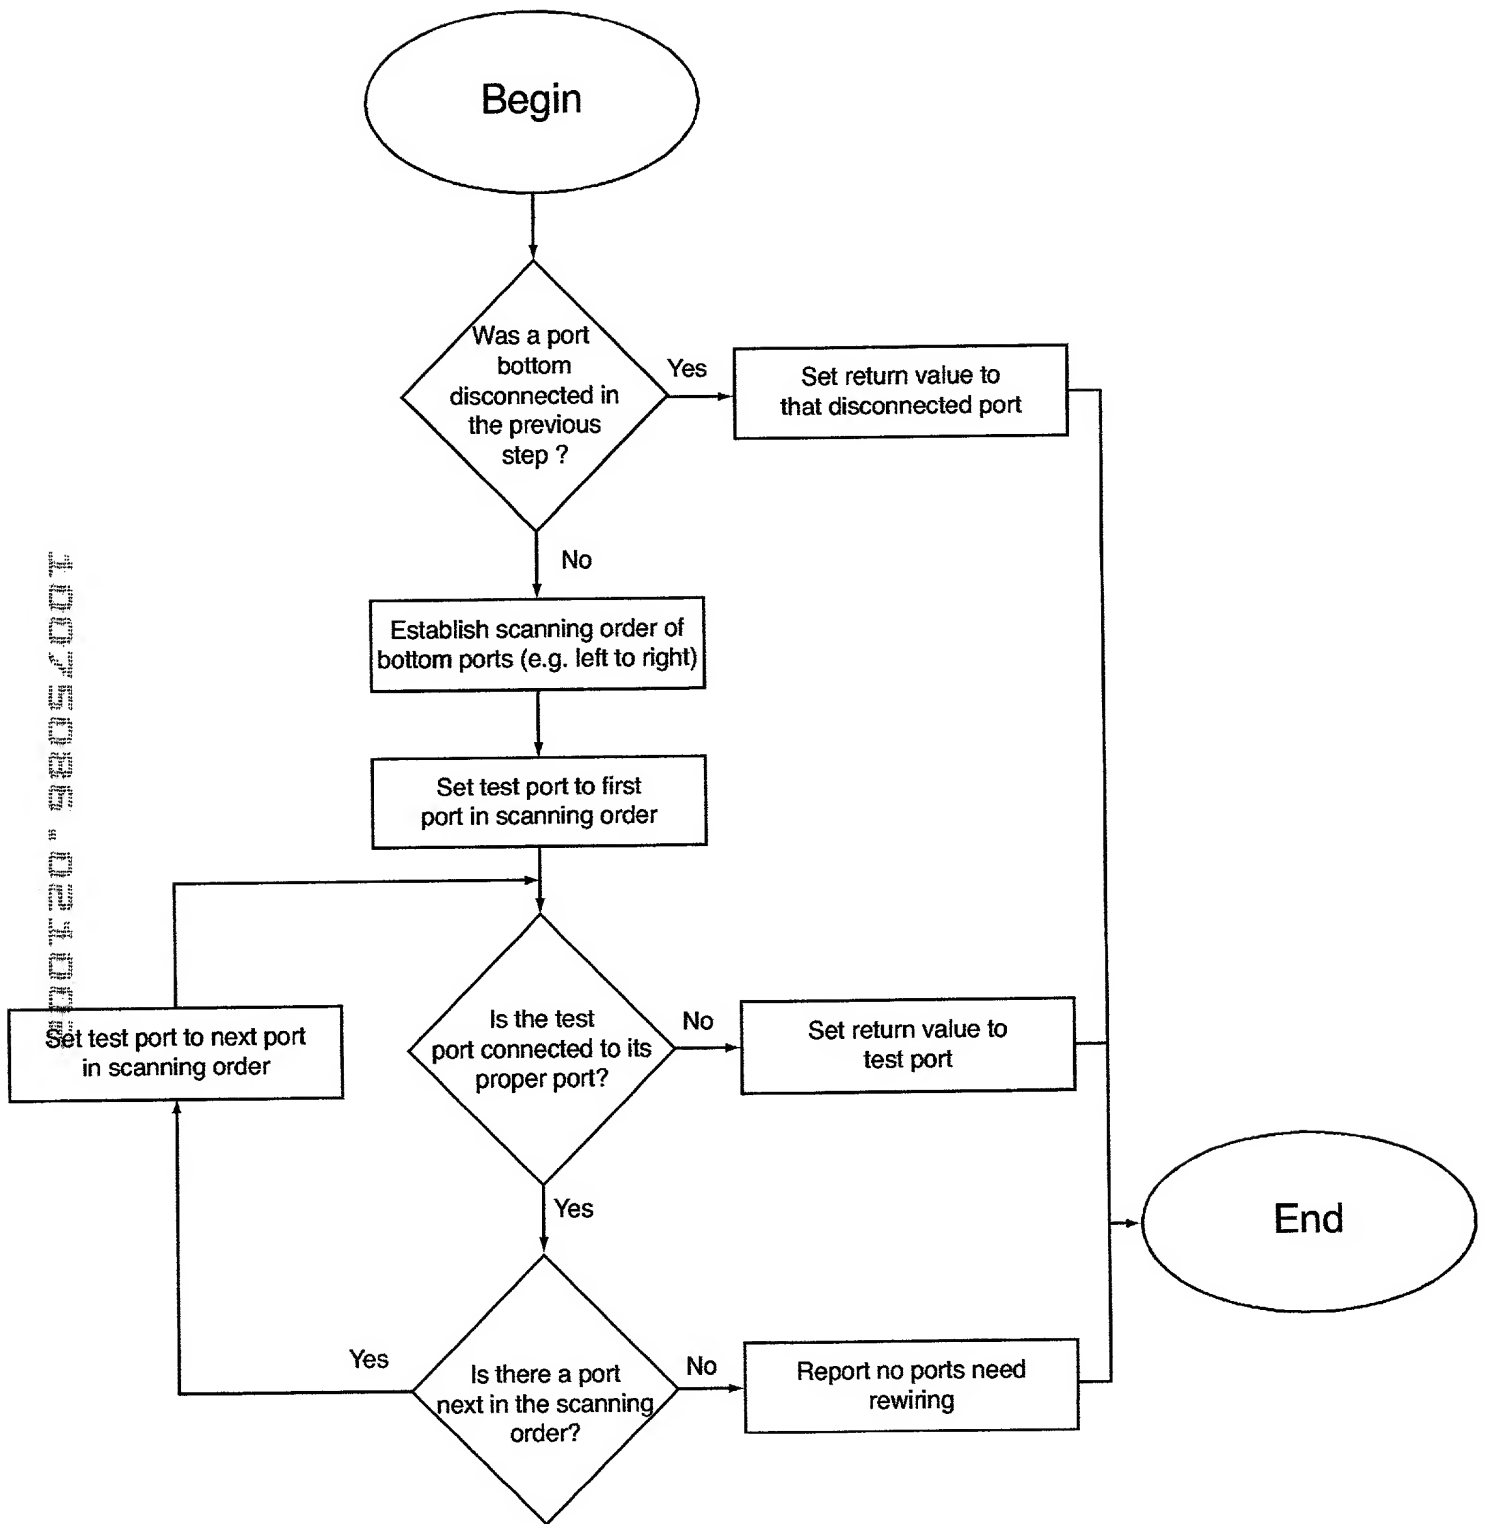 Begin
Was a port
bottom
disconnected in
the previous
step ?
Yes
Set return value to
that disconnected port
No
Establish scanning order of
bottom ports (e.g. left to right)
Set test port to first
port in scanning order
Set test port to next port
in scanning order
Is the test
port connected to its
proper port?
No
Set return value to
test port
Yes
End
Is there a port
next in the scanning
order?
Yes
No
Report no ports need
rewiring